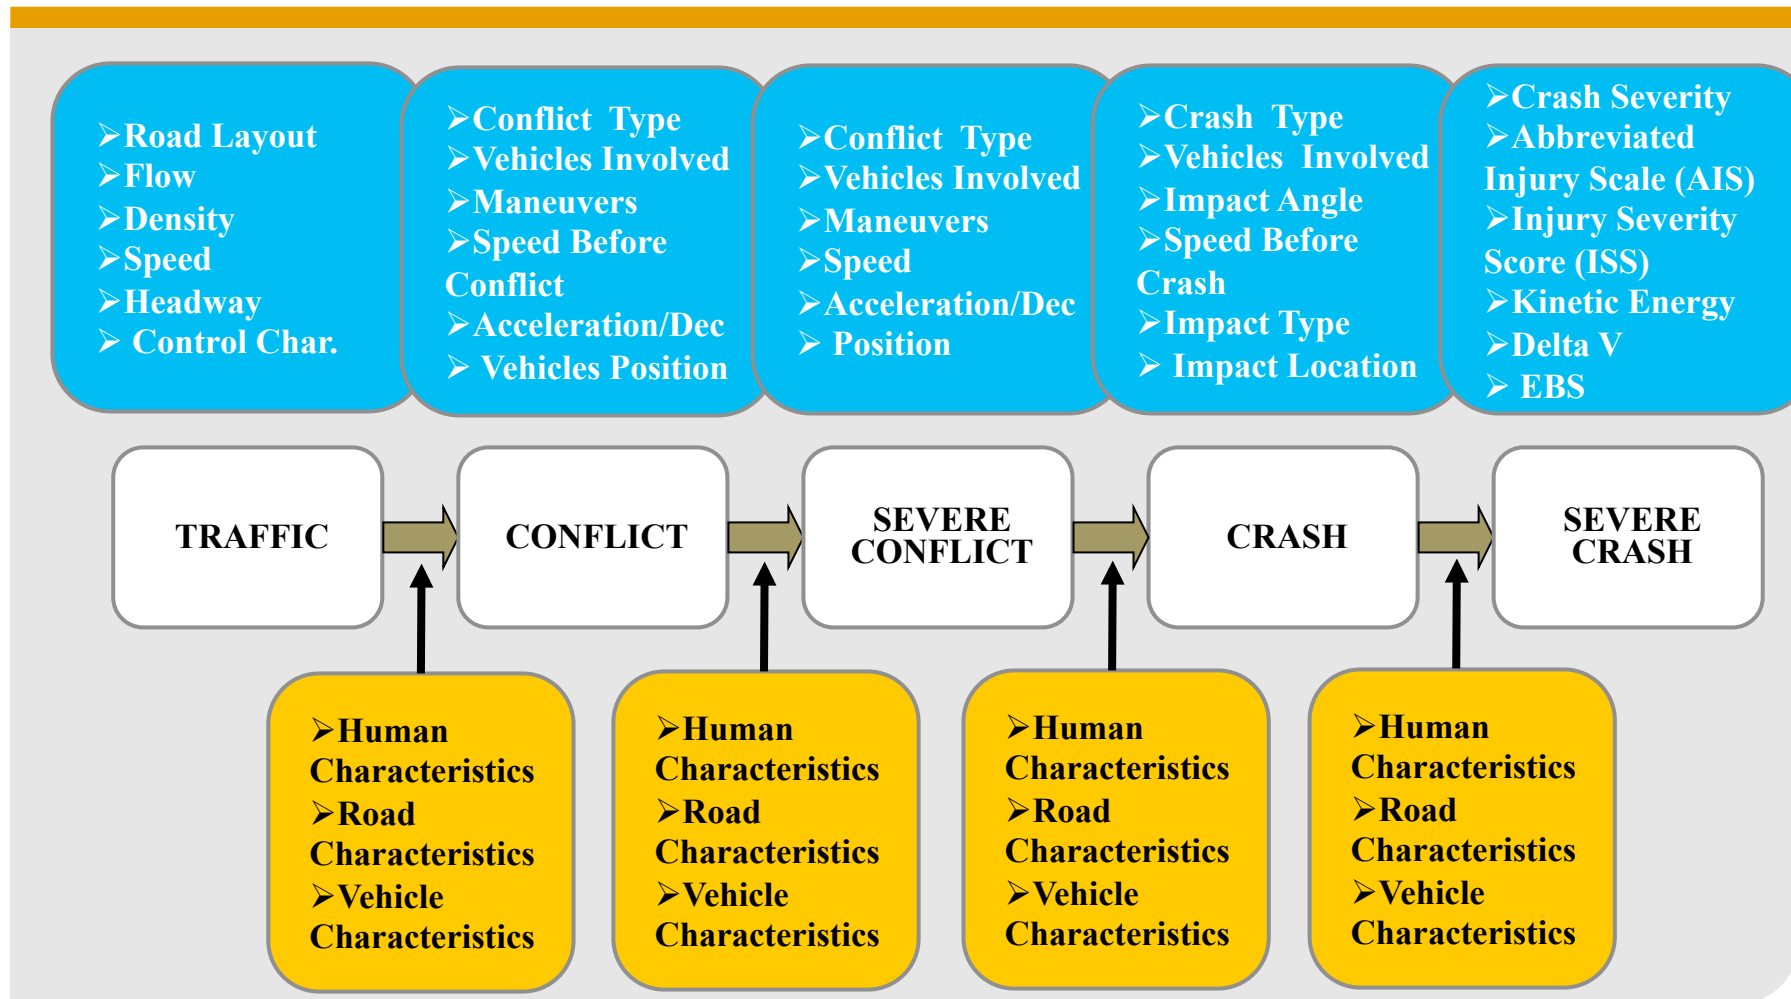 ➢Road Layout
➢Flow
➢Density
➢Speed
➢Headway
➢ Control Char.
➢Conflict Type
➢Vehicles Involved
➢Maneuvers
➢Speed Before
Conflict
➢Acceleration/Dec
➢ Vehicles Position
➢Conflict Type
➢Vehicles Involved
➢Maneuvers
➢Speed
➢Acceleration/Dec
➢ Position
➢Crash Type
➢Vehicles Involved
➢Impact Angle
➢Speed Before
Crash
➢Impact Type
➢ Impact Location
➢Crash Severity
➢Abbreviated
Injury Scale (AIS)
➢Injury Severity
Score (ISS)
➢Kinetic Energy
➢Delta V
➢ EBS
TRAFFIC
CONFLICT
SEVERE
CONFLICT
CRASH
SEVERE
CRASH
➢Human
Characteristics
➢Road
Characteristics
➢Vehicle
Characteristics
➢Human
Characteristics
➢Road
Characteristics
➢Vehicle
Characteristics
➢Human
Characteristics
➢Road
Characteristics
➢Vehicle
Characteristics
➢Human
Characteristics
➢Road
Characteristics
➢Vehicle
Characteristics